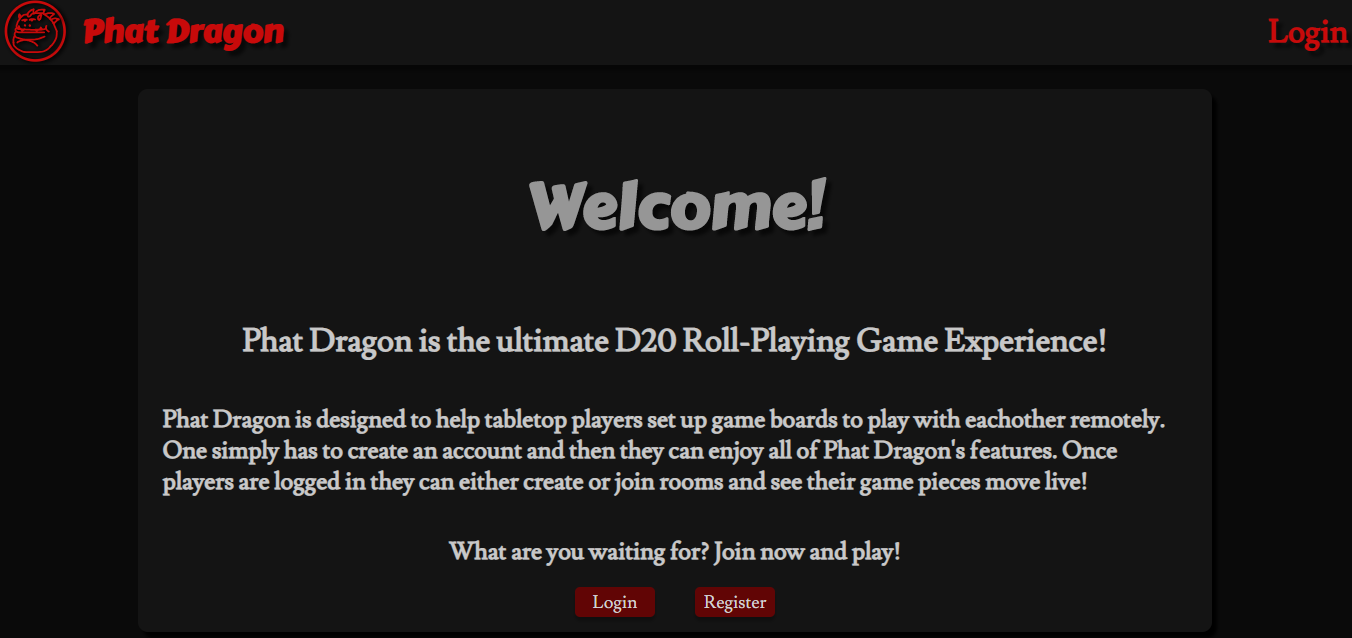 Phat Dragon
Login
Welcome!
Phat Dragon is the ultimate D20 Roll-Playing Game Experience!
Phat Dragon is designed to help tabletop players set up game boards to play with eachother remotely.
One simply has to create an account and then they can enjoy all of Phat Dragon's features. Once
players are logged in they can either create or join rooms and see their game pieces move live!
What are you waiting for? Join now and play!
Login
Register